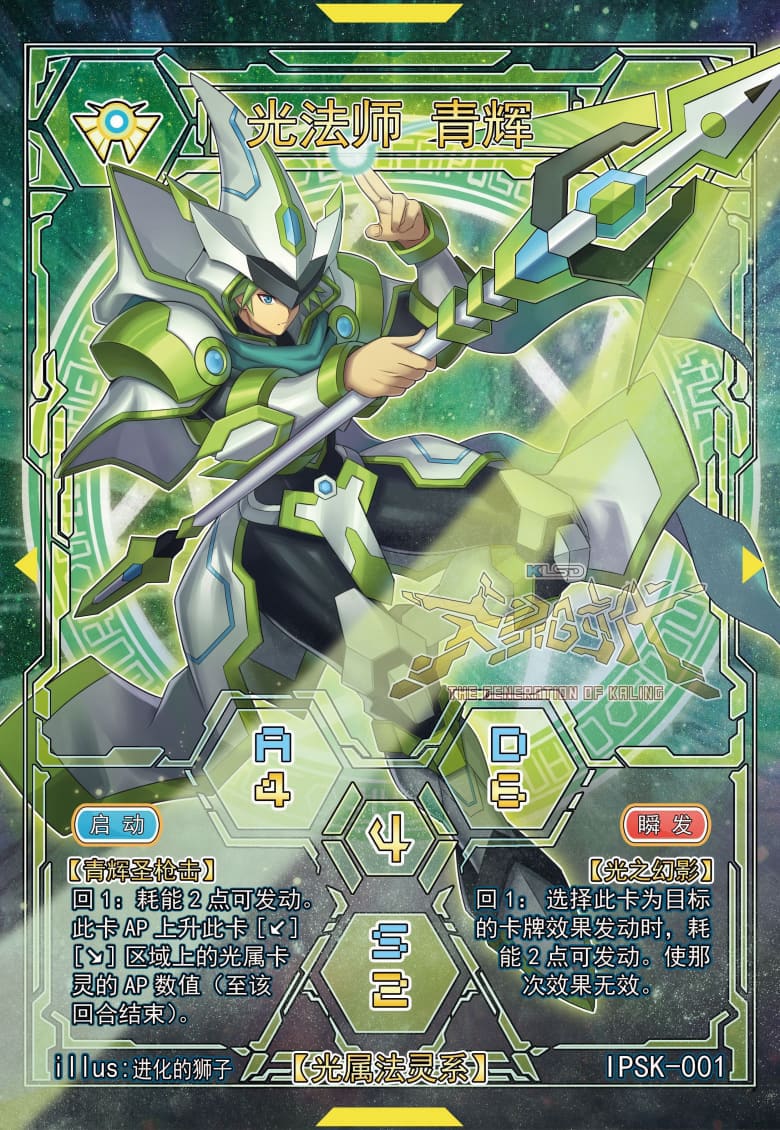 光法师 青辉
KLSD
卡灵时代
THE GENERATION OF KALING
A
4
D
6
4
S
2
启动
【青辉圣枪击】
回1：耗能2点可发动。
此卡AP上升此卡[↙]
[↘]区域上的光属卡
灵的AP数值（至该
回合结束）。
瞬发
【光之幻影】
回1：选择此卡为目标
的卡牌效果发动时，耗
能2点可发动。使那
次效果无效。
illus:进化的狮子
【光属法灵系】
IPSK-001